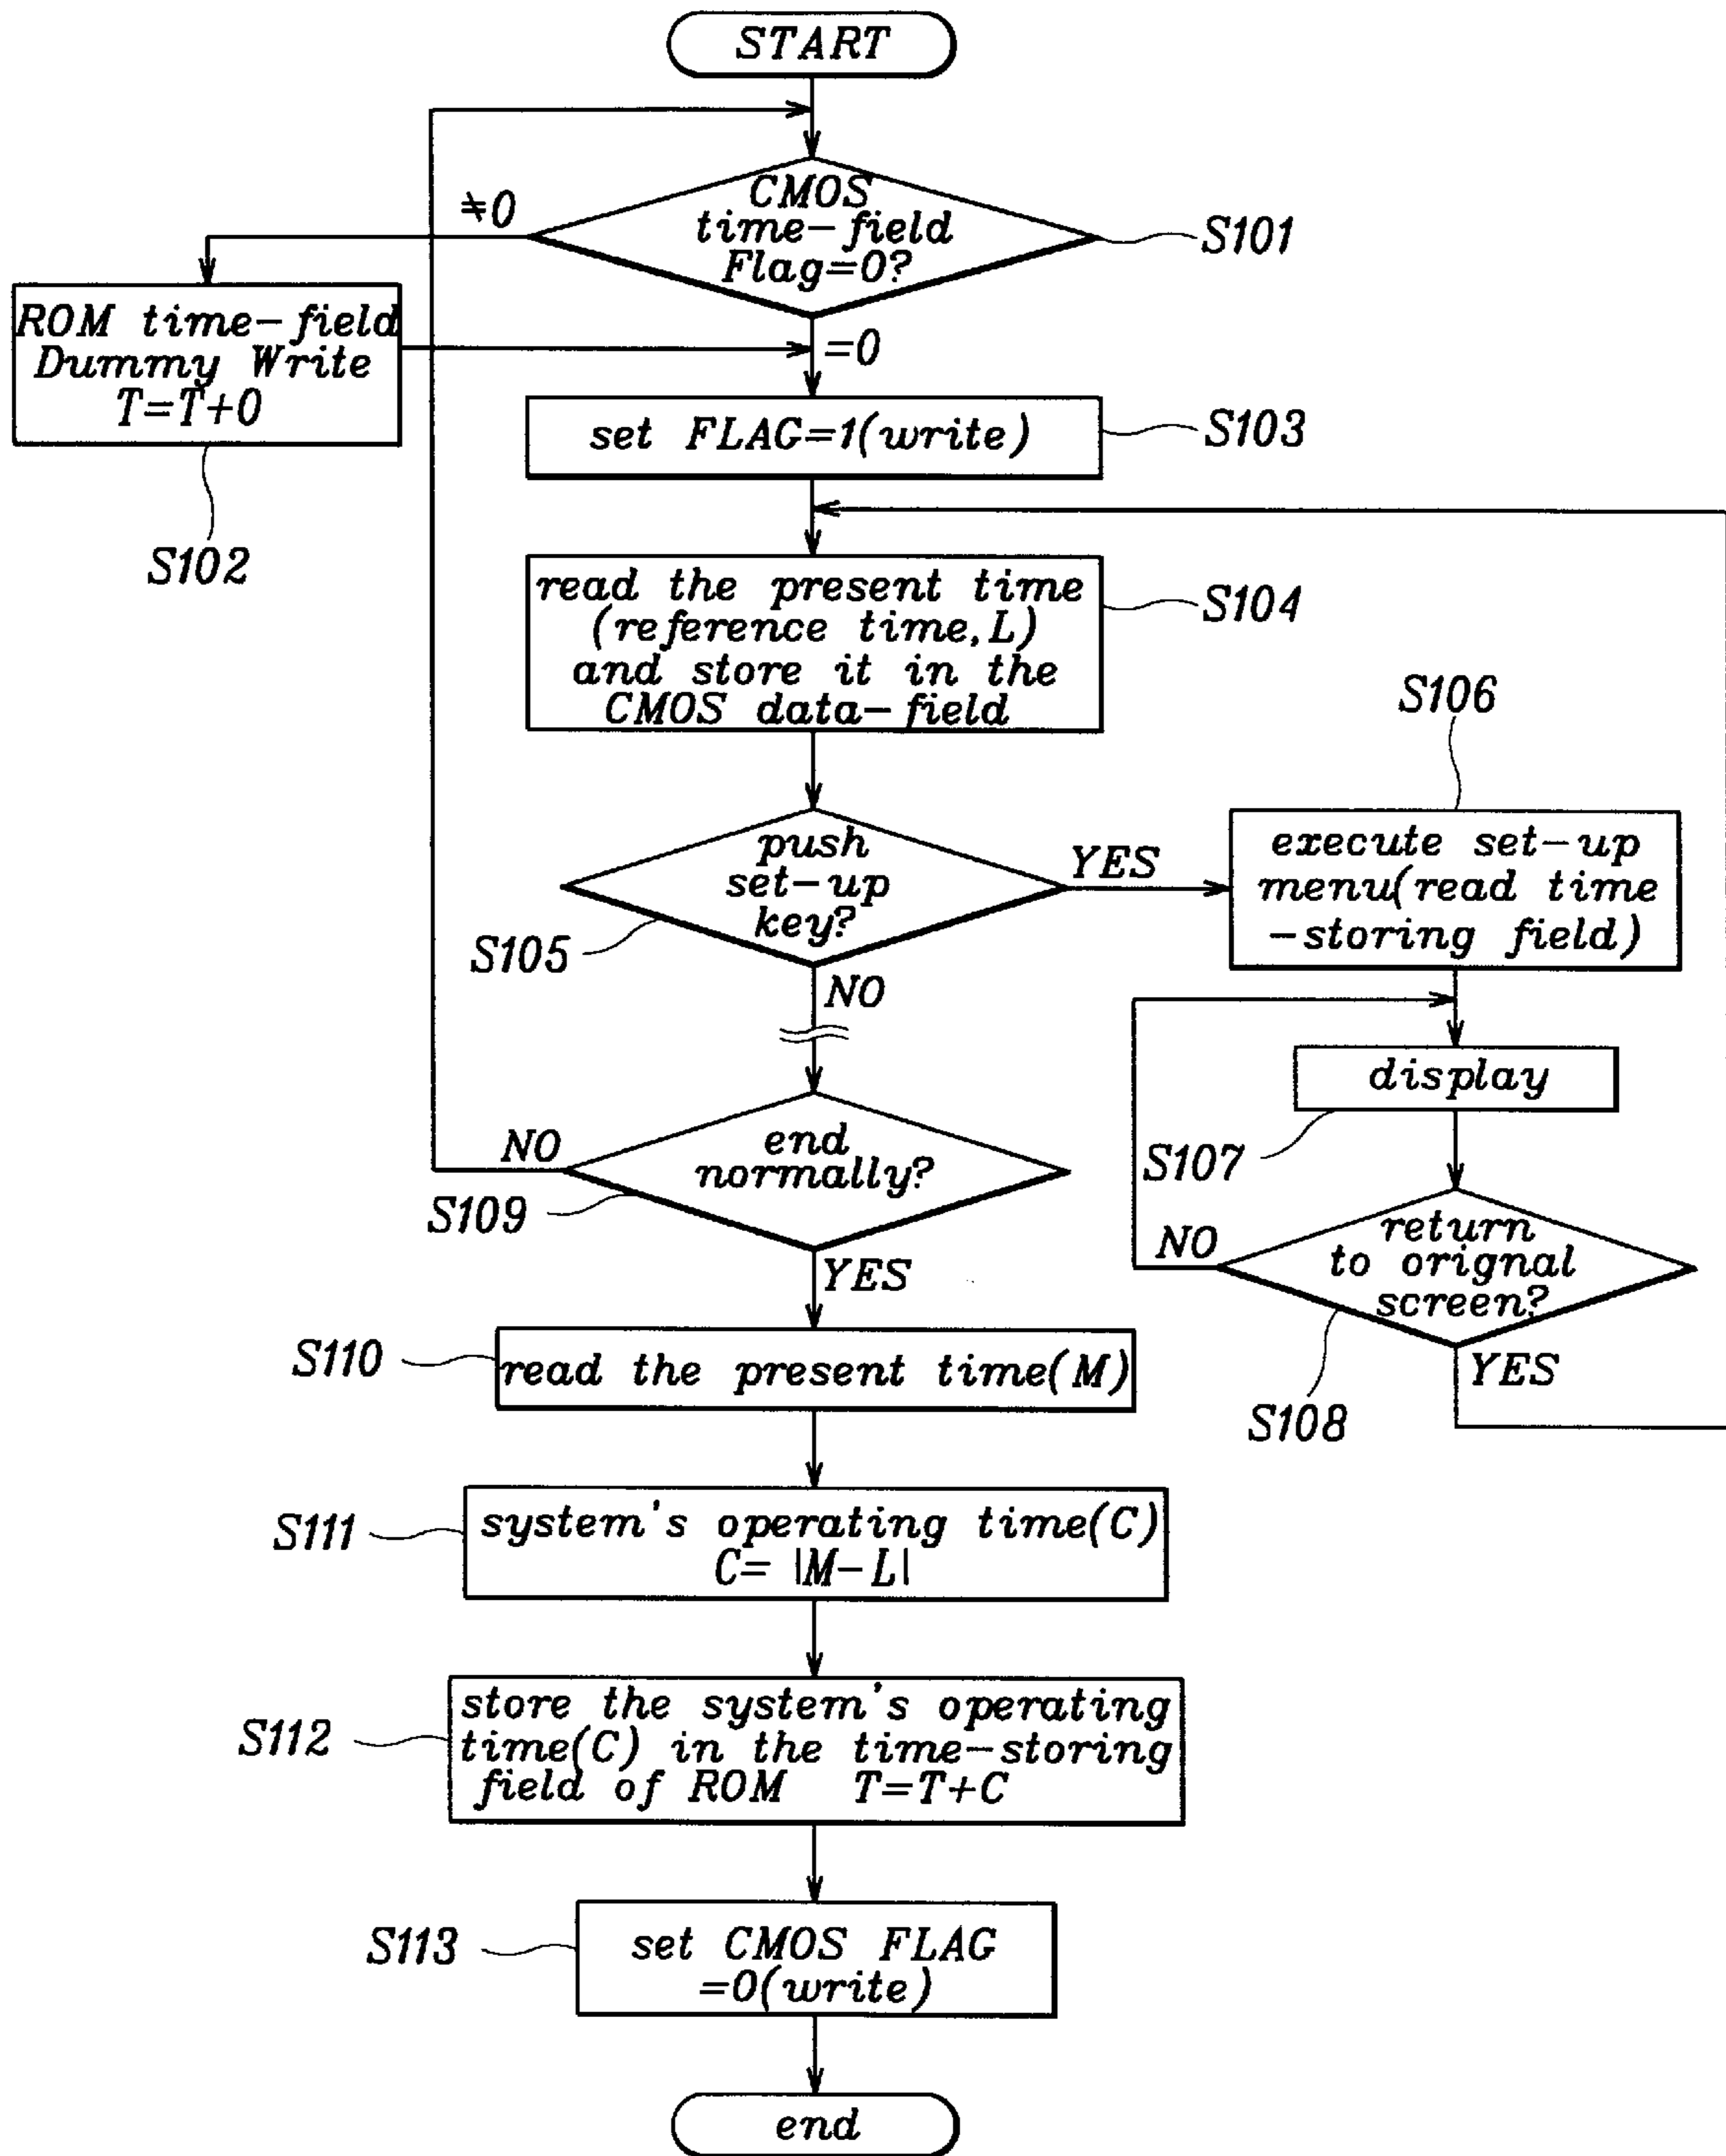 START
CMOS
time-field
Flag=0?
≠0
S101
ROM time-field
Dummy Write
T=T+0
=0
set FLAG=1(write)
S103
S102
read the present time
(reference time,L)
and store it in the
CMOS data-field
S104
S106
push
set-up
key?
YES
execute set-up
menu(read time
-storing field)
S105
NO
display
end
normally?
NO
S107
S109
return
to orignal
screen?
NO
YES
S110
read the present time(M)
YES
S108
S111
system's operating time(C)
C= |M-L|
S112
store the system's operating
time(C) in the time-storing
field of ROM T=T+C
S113
set CMOS FLAG
=0(write)
end